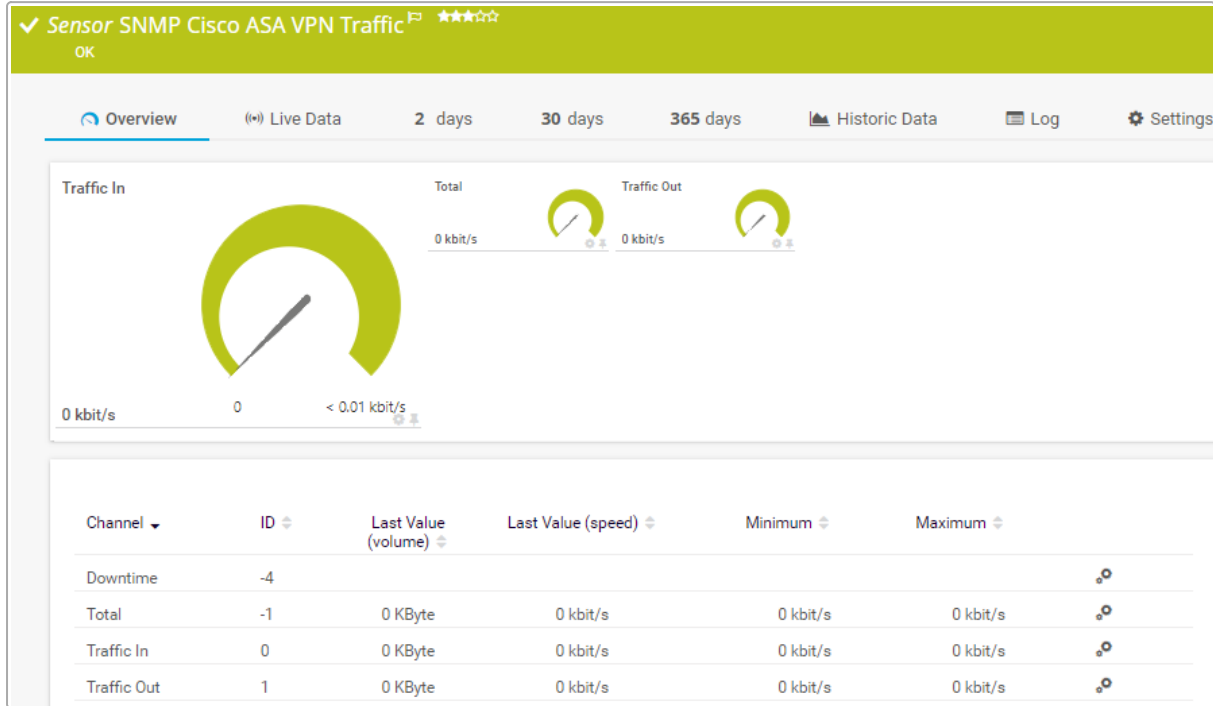 Sensor SNMP Cisco ASA VPN Traffic
OK
Overview Live Data 2 days 30 days 365 days Historic Data Log Settings
Traffic In
Total
Traffic Out
0 kbit/s
0 kbit/s
0 kbit/s
0
< 0.01 kbit/s
Channel ID Last Value (volume) Last Value (speed) Minimum Maximum
Downtime -4
Total -1 0 KByte 0 kbit/s 0 kbit/s 0 kbit/s
Traffic In 0 0 KByte 0 kbit/s 0 kbit/s 0 kbit/s
Traffic Out 1 0 KByte 0 kbit/s 0 kbit/s 0 kbit/s